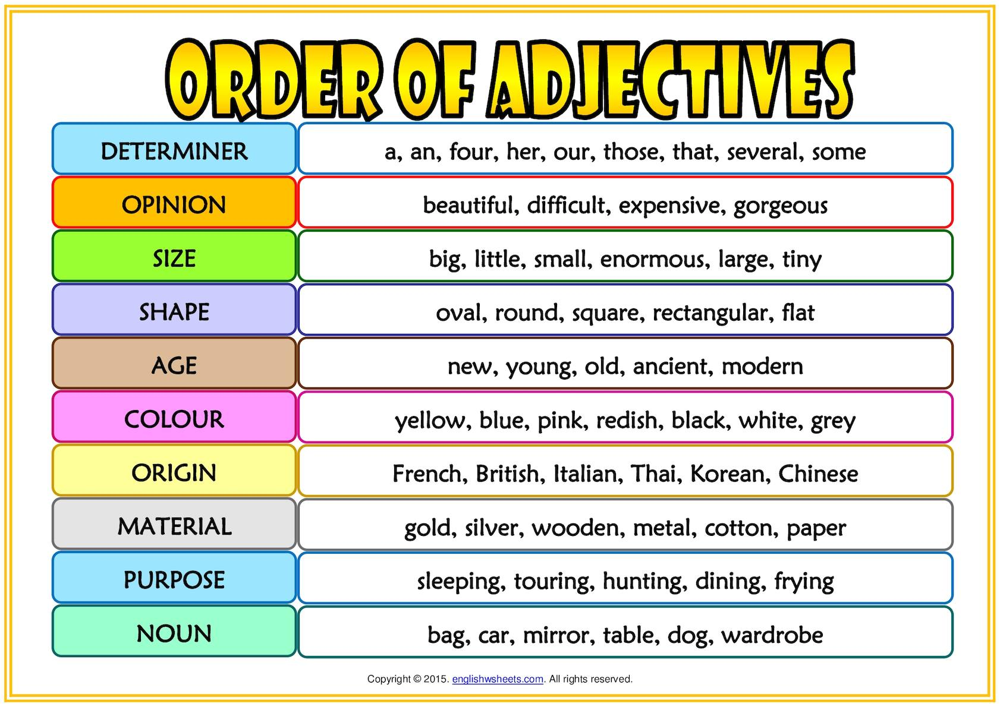 ORDER OF ADJECTIVES
DETERMINER a, an, four, her, our, those, that, several, some
OPINION beautiful, difficult, expensive, gorgeous
SIZE big, little, small, enormous, large, tiny
SHAPE oval, round, square, rectangular, flat
AGE new, young, old, ancient, modern
COLOUR yellow, blue, pink, redish, black, white, grey
ORIGIN French, British, Italian, Thai, Korean, Chinese
MATERIAL gold, silver, wooden, metal, cotton, paper
PURPOSE sleeping, touring, hunting, dining, frying
NOUN bag, car, mirror, table, dog, wardrobe
Copyright © 2015. englishwsheets.com. All rights reserved.